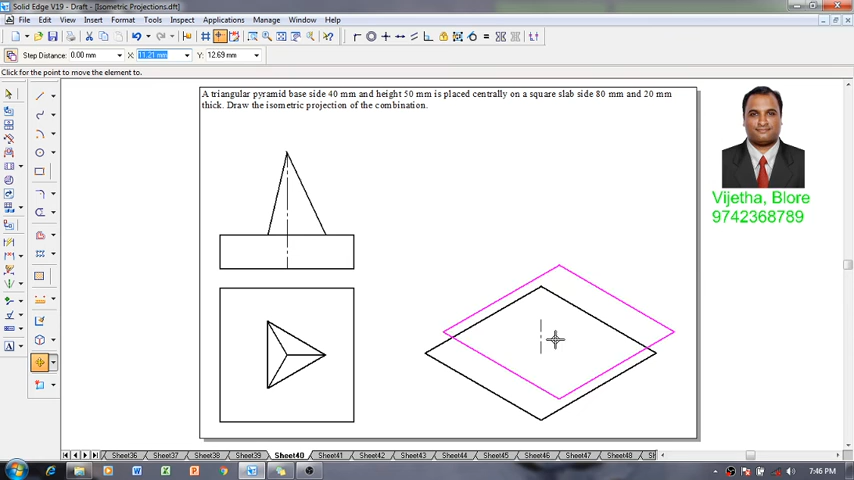 Solid Edge V19 - Draft - [Isometric Projections.dft]
File Edit View Insert Format Tools Inspect Applications Manage Window Help
Step Distance: 0.00 mm X: 11.21 mm Y: 12.69 mm
Click for the point to move the element to.
A triangular pyramid base side 40 mm and height 50 mm is placed centrally on a square slab side 80 mm and 20 mm
thick. Draw the isometric projection of the combination.
Vijetha, Blore
9742368789
Sheet36 Sheet37 Sheet38 Sheet39 Sheet40 Sheet41 Sheet42 Sheet43 Sheet44 Sheet45 Sheet46 Sheet47 Sheet48 Sh
7:46 PM